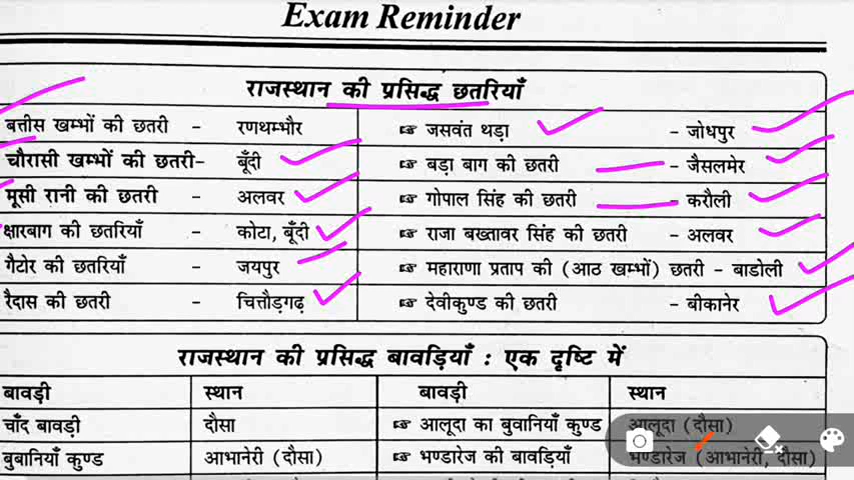 Exam Reminder
राजस्थान की प्रसिद्ध छतरियाँ
बत्तीस खम्भों की छतरी - रणथम्भौर ☞ जसवंत थड़ा - जोधपुर
चौरासी खम्भों की छतरी- बूँदी ☞ बड़ा बाग की छतरी - जैसलमेर
मूसी रानी की छतरी - अलवर ☞ गोपाल सिंह की छतरी - करौली
क्षारबाग की छतरियाँ - कोटा, बूँदी ☞ राजा बख्तावर सिंह की छतरी - अलवर
गैटोर की छतरियाँ - जयपुर ☞ महाराणा प्रताप की (आठ खम्भों) छतरी - बाडोली
रैदास की छतरी - चित्तौड़गढ़ ☞ देवीकुण्ड की छतरी - बीकानेर
राजस्थान की प्रसिद्ध बावड़ियाँ : एक दृष्टि में
बावड़ी स्थान बावड़ी स्थान
चाँद बावड़ी दौसा ☞ आलूदा का बुवानियाँ कुण्ड आलूदा (दौसा)
बुबानियाँ कुण्ड आभानेरी (दौसा) ☞ भण्डारेज की बावड़ियाँ भण्डारेज (आभानेरी, दौसा)